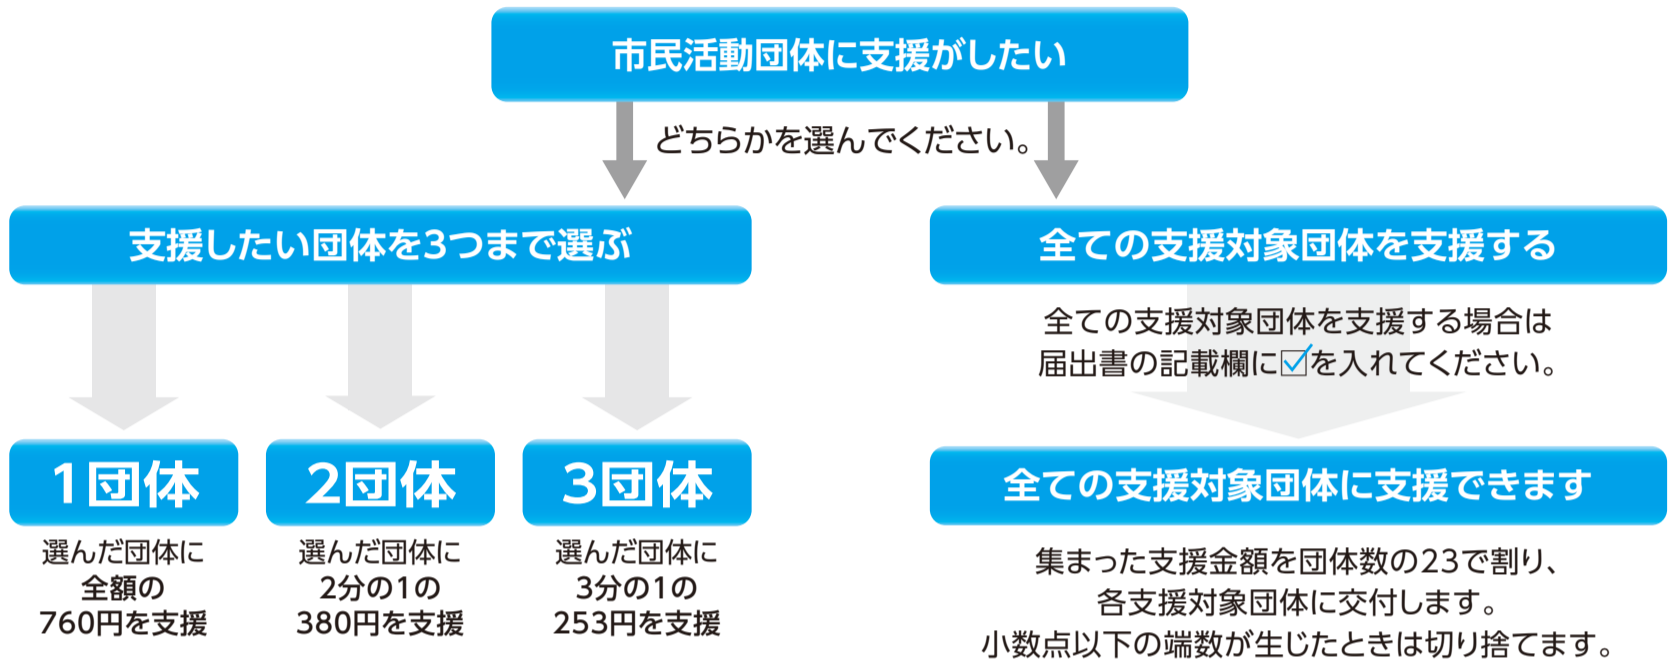 市民活動団体に支援がしたい
どちらかを選んでください。
支援したい団体を3つまで選ぶ
1団体
選んだ団体に
全額の
760円を支援
2団体
選んだ団体に
2分の1の
380円を支援
3団体
選んだ団体に
3分の1の
253円を支援
全ての支援対象団体を支援する
全ての支援対象団体を支援する場合は
届出書の記載欄に☑を入れてください。
全ての支援対象団体に支援できます
集まった支援金額を団体数の23で割り、
各支援対象団体に交付します。
小数点以下の端数が生じたときは切り捨てます。